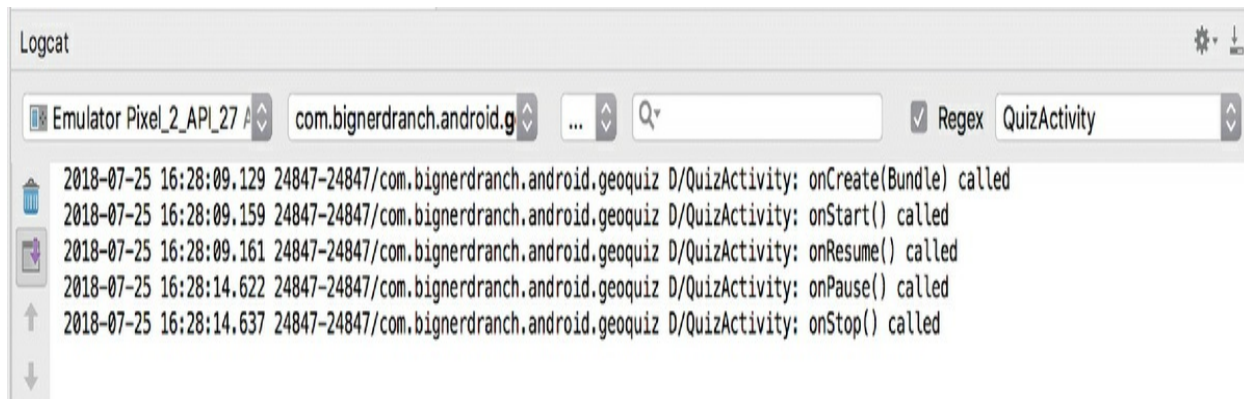 Logcat
Emulator Pixel_2_API_27 com.bignerdranch.android.g ... Regex QuizActivity
2018-07-25 16:28:09.129 24847-24847/com.bignerdranch.android.geoquiz D/QuizActivity: onCreate(Bundle) called
2018-07-25 16:28:09.159 24847-24847/com.bignerdranch.android.geoquiz D/QuizActivity: onStart() called
2018-07-25 16:28:09.161 24847-24847/com.bignerdranch.android.geoquiz D/QuizActivity: onResume() called
2018-07-25 16:28:14.622 24847-24847/com.bignerdranch.android.geoquiz D/QuizActivity: onPause() called
2018-07-25 16:28:14.637 24847-24847/com.bignerdranch.android.geoquiz D/QuizActivity: onStop() called